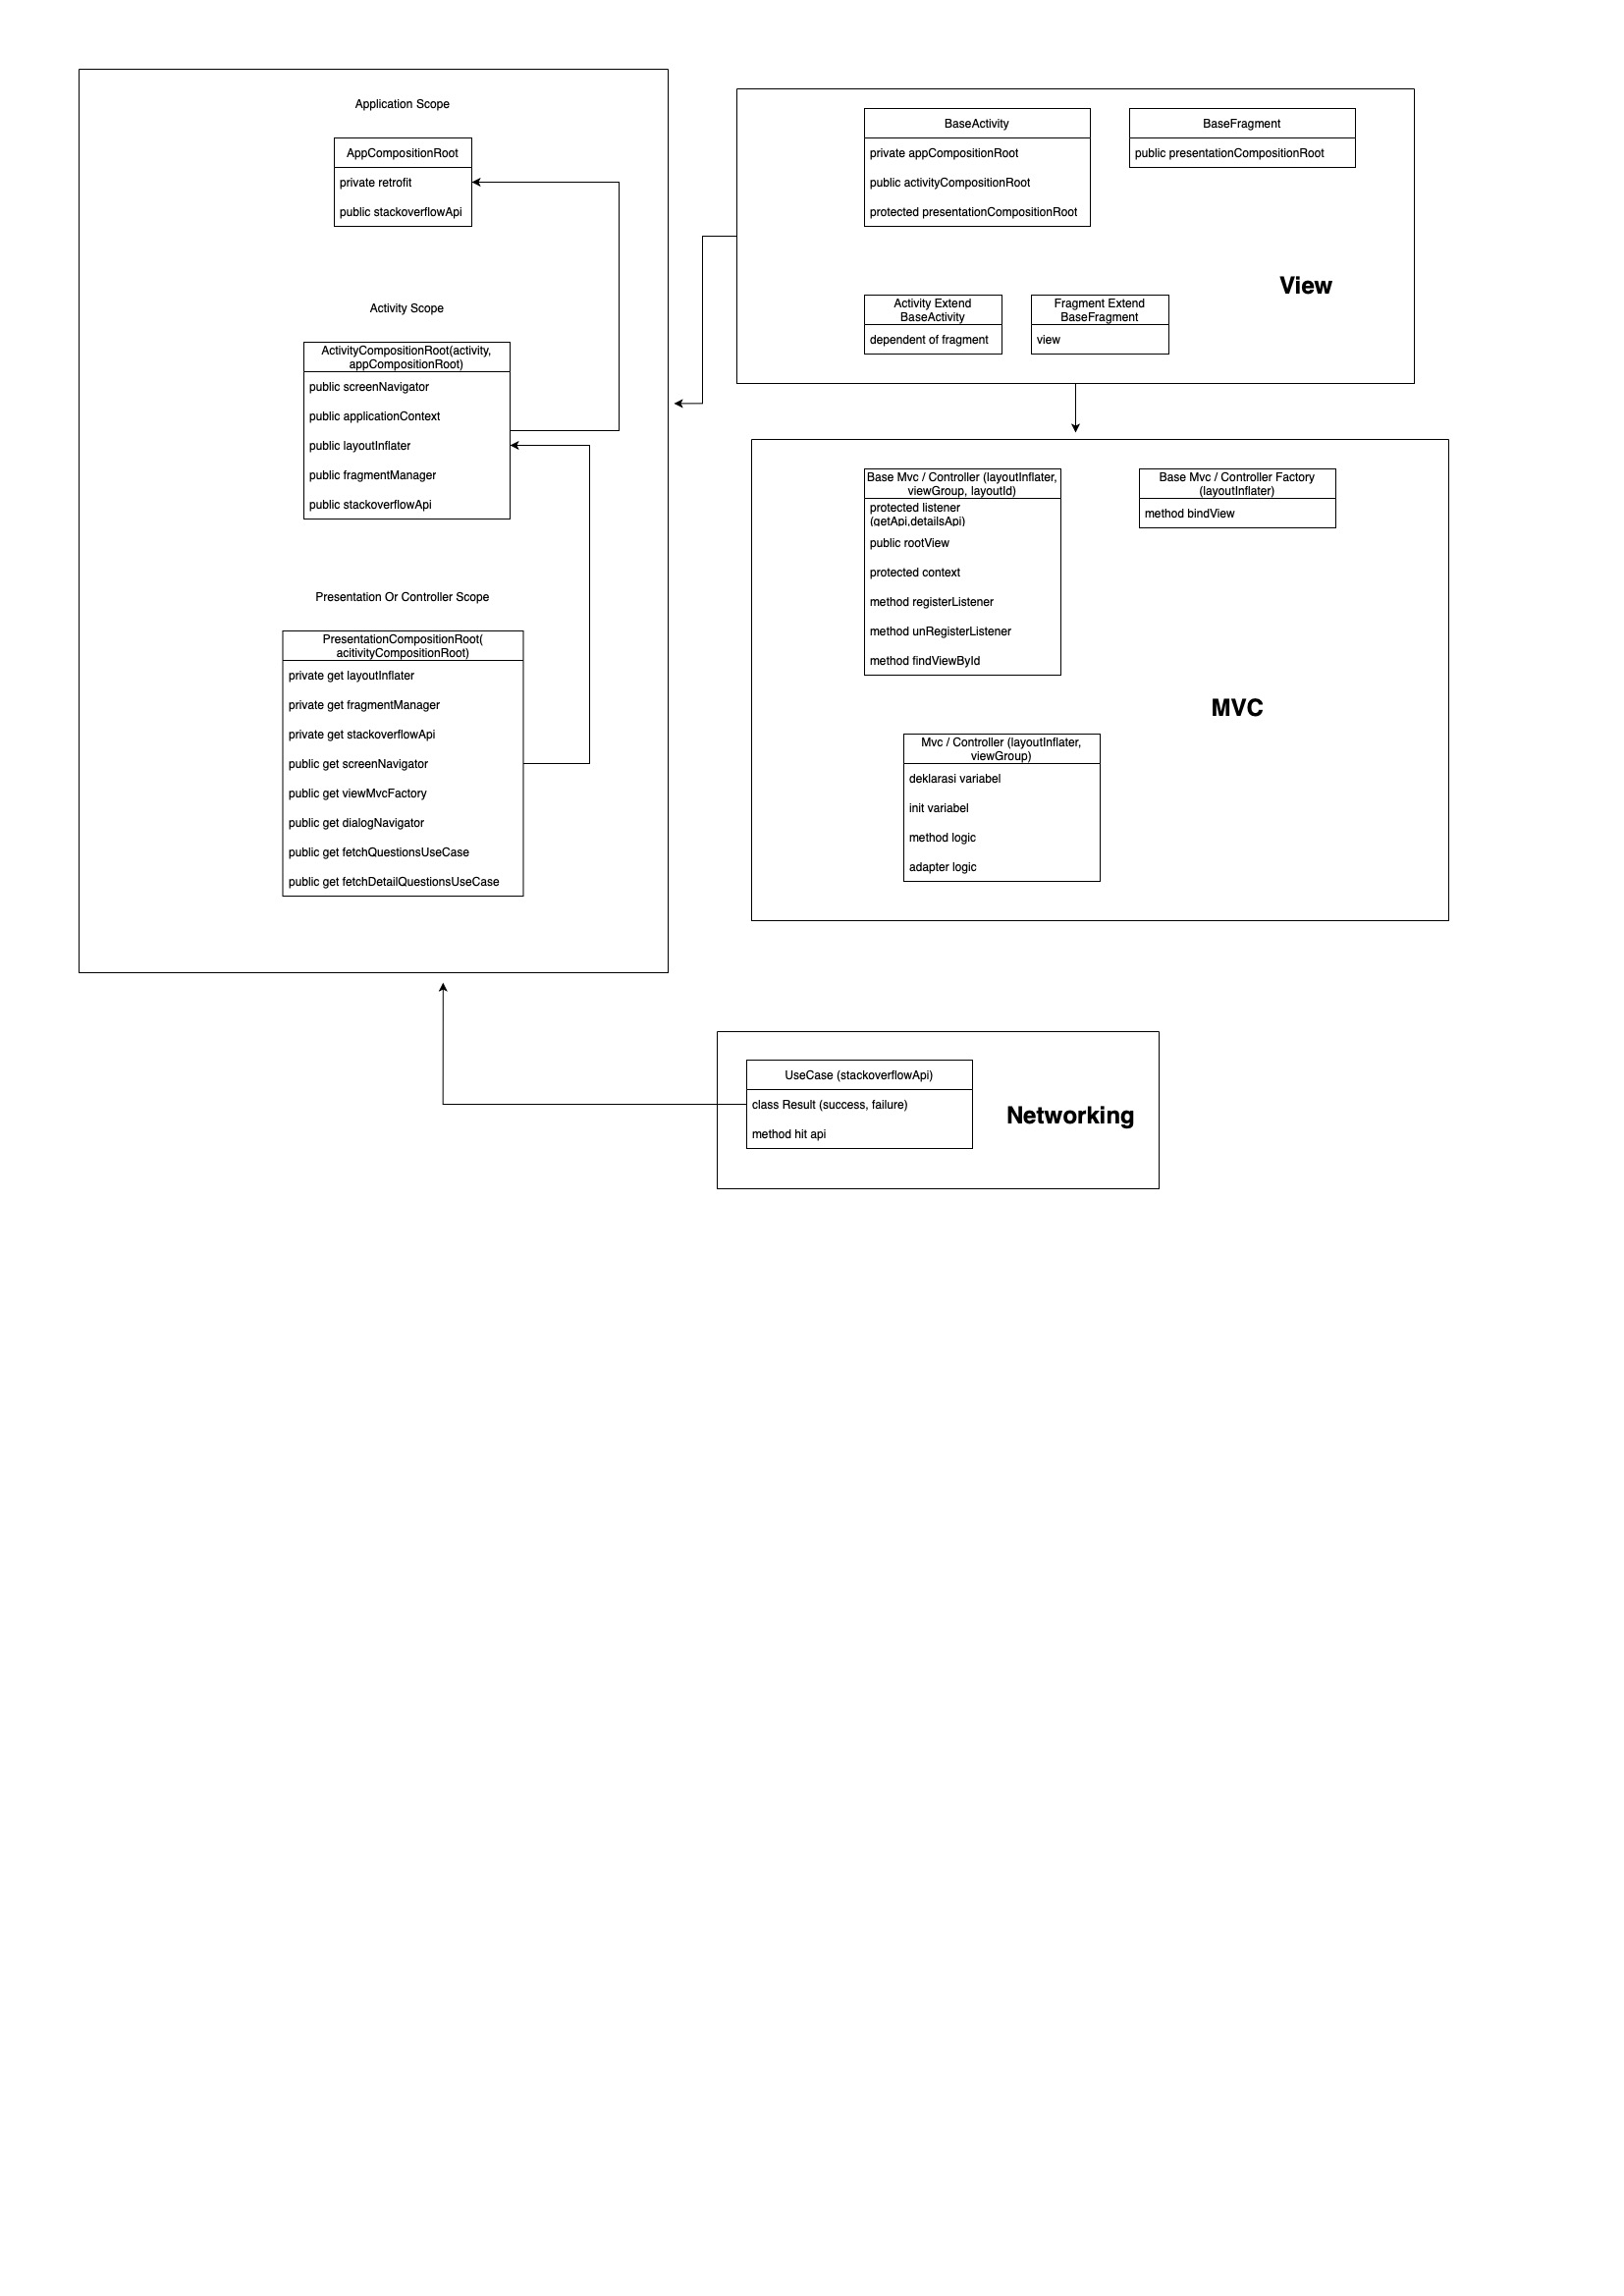 Application Scope
AppCompositionRoot
private retrofit
public stackoverflowApi
Activity Scope
ActivityCompositionRoot(activity,
appCompositionRoot)
public screenNavigator
public applicationContext
public layoutInflater
public fragmentManager
public stackoverflowApi
Presentation Or Controller Scope
PresentationCompositionRoot(
acitivityCompositionRoot)
private get layoutInflater
private get fragmentManager
private get stackoverflowApi
public get screenNavigator
public get viewMvcFactory
public get dialogNavigator
public get fetchQuestionsUseCase
public get fetchDetailQuestionsUseCase
BaseActivity
private appCompositionRoot
public activityCompositionRoot
protected presentationCompositionRoot
BaseFragment
public presentationCompositionRoot
View
Activity Extend
BaseActivity
dependent of fragment
Fragment Extend
BaseFragment
view
Base Mvc / Controller (layoutInflater,
viewGroup, layoutId)
protected listener
(getApi,detailsApi)
public rootView
protected context
method registerListener
method unRegisterListener
method findViewById
Base Mvc / Controller Factory
(layoutInflater)
method bindView
MVC
Mvc / Controller (layoutInflater,
viewGroup)
deklarasi variabel
init variabel
method logic
adapter logic
UseCase (stackoverflowApi)
class Result (success, failure)
method hit api
Networking